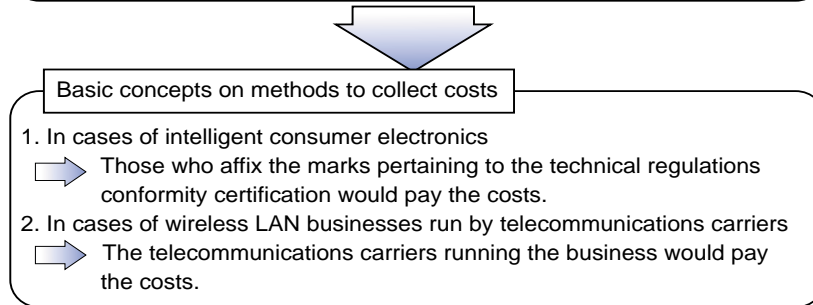 Basic concepts on methods to collect costs
1. In cases of intelligent consumer electronics
Those who affix the marks pertaining to the technical regulations
conformity certification would pay the costs.
2. In cases of wireless LAN businesses run by telecommunications carriers
The telecommunications carriers running the business would pay
the costs.